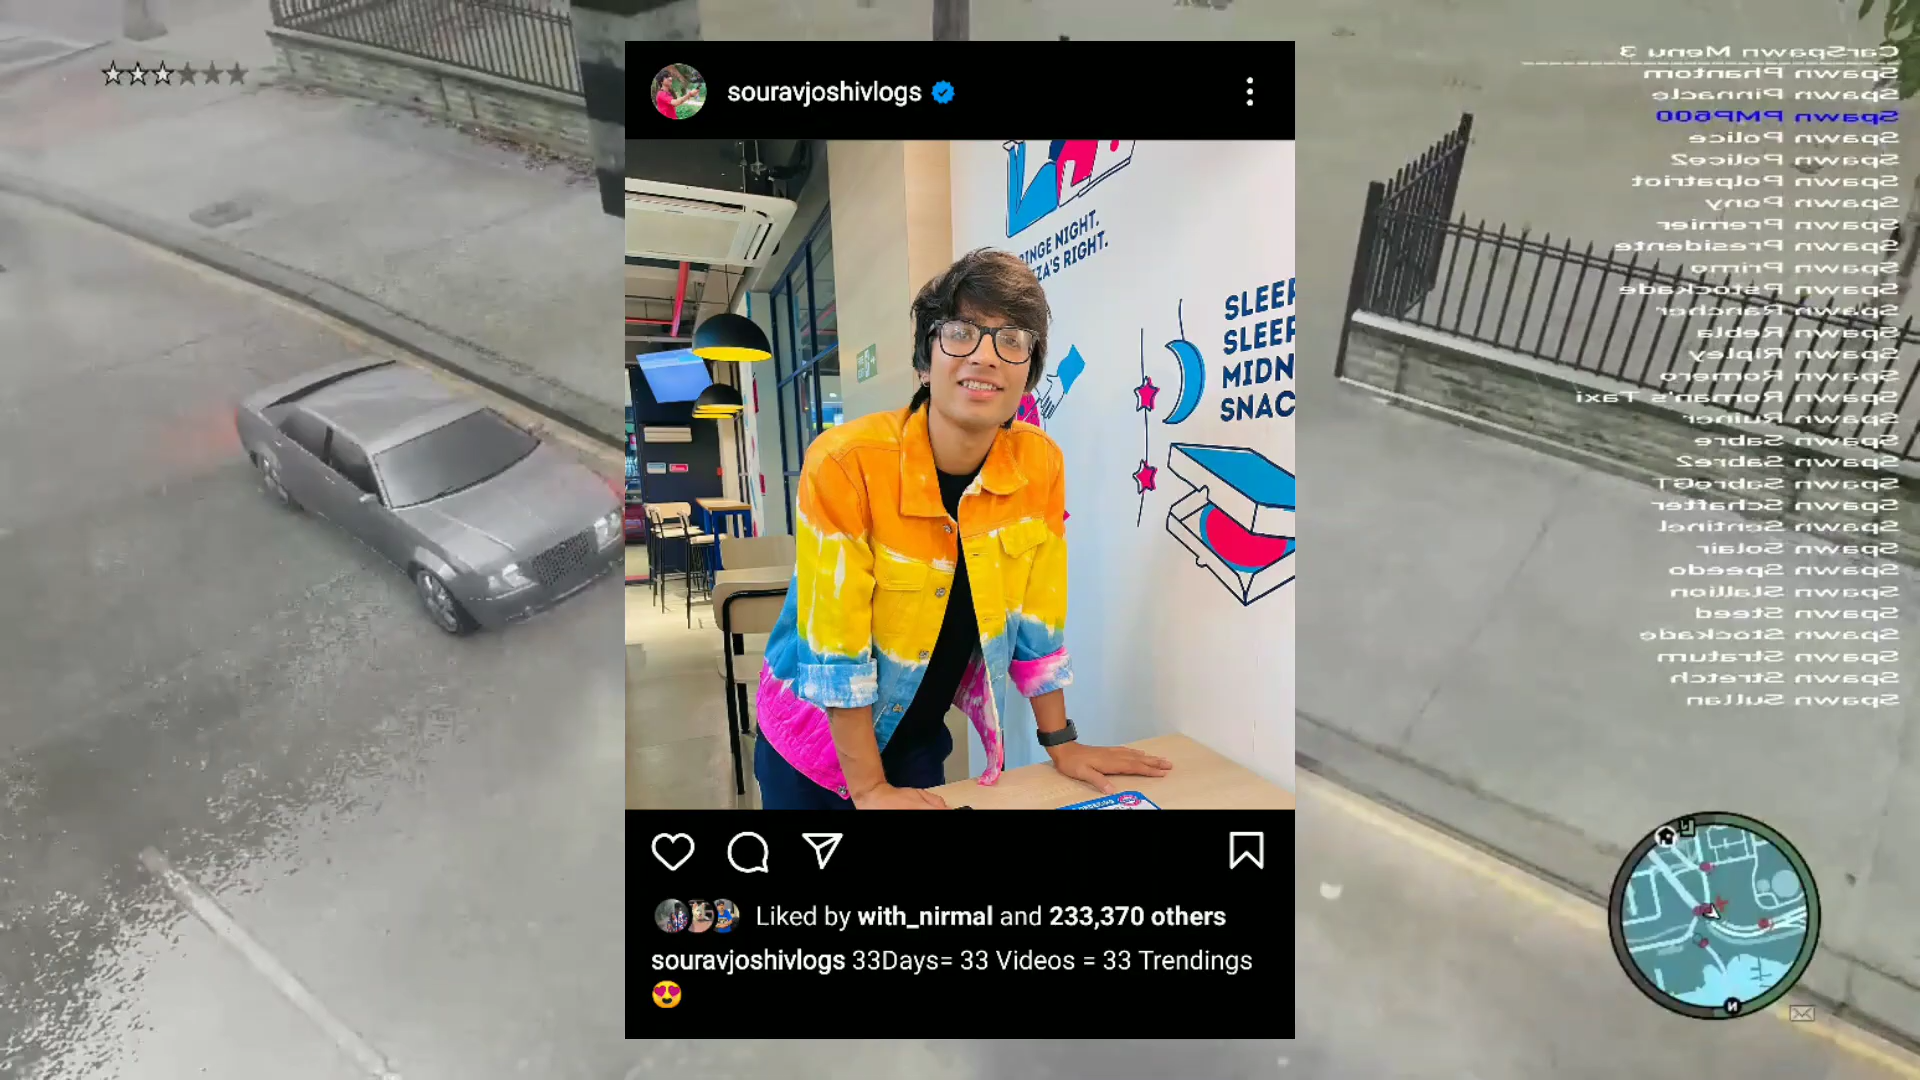 souravjoshivlogs
INGE NIGHT.
ZA'S RIGHT.
SLEEP
SLEEP
MIDN
SNAC
Liked by with_nirmal and 233,370 others
souravjoshivlogs 33Days= 33 Videos = 33 Trendings
😍
CarSpawn Menu 3
Spawn Phantom
Spawn Pinnacle
Spawn PMP600
Spawn Police
Spawn Police2
Spawn Polpatriot
Spawn Pony
Spawn Premier
Spawn Presidente
Spawn Primo
Spawn Pstockade
Spawn Rancher
Spawn Rebla
Spawn Ripley
Spawn Romero
Spawn Roman's Taxi
Spawn Ruiner
Spawn Sabre
Spawn Sabre2
Spawn SabreGT
Spawn Schafter
Spawn Sentinel
Spawn Solair
Spawn Speedo
Spawn Stallion
Spawn Steed
Spawn Stockade
Spawn Stratum
Spawn Stretch
Spawn Sultan
N